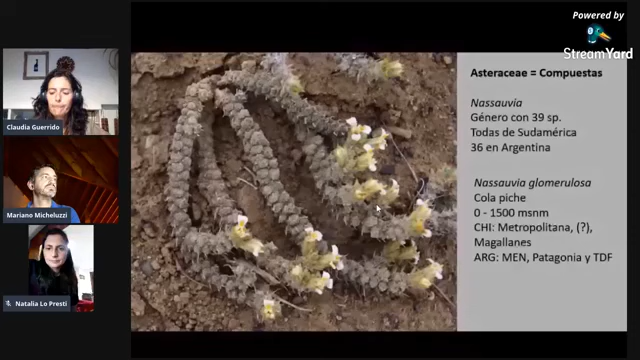 Powered by
StreamYard
Asteraceae = Compuestas
Nassauvia
Género con 39 sp.
Todas de Sudamérica
36 en Argentina
Nassauvia glomerulosa
Cola piche
0 - 1500 msnm
CHI: Metropolitana, (?),
Magallanes
ARG: MEN, Patagonia y TDF
Claudia Guerrido
Mariano Micheluzzi
Natalia Lo Presti